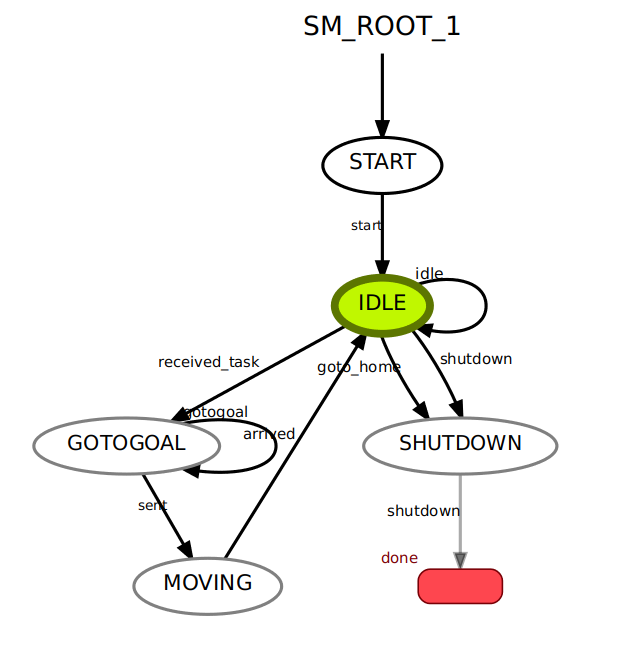 SM_ROOT_1
START
start
idle
IDLE
shutdown
received_task
goto_home
gotogoal
arrived
GOTOGOAL
SHUTDOWN
sent
shutdown
done
MOVING